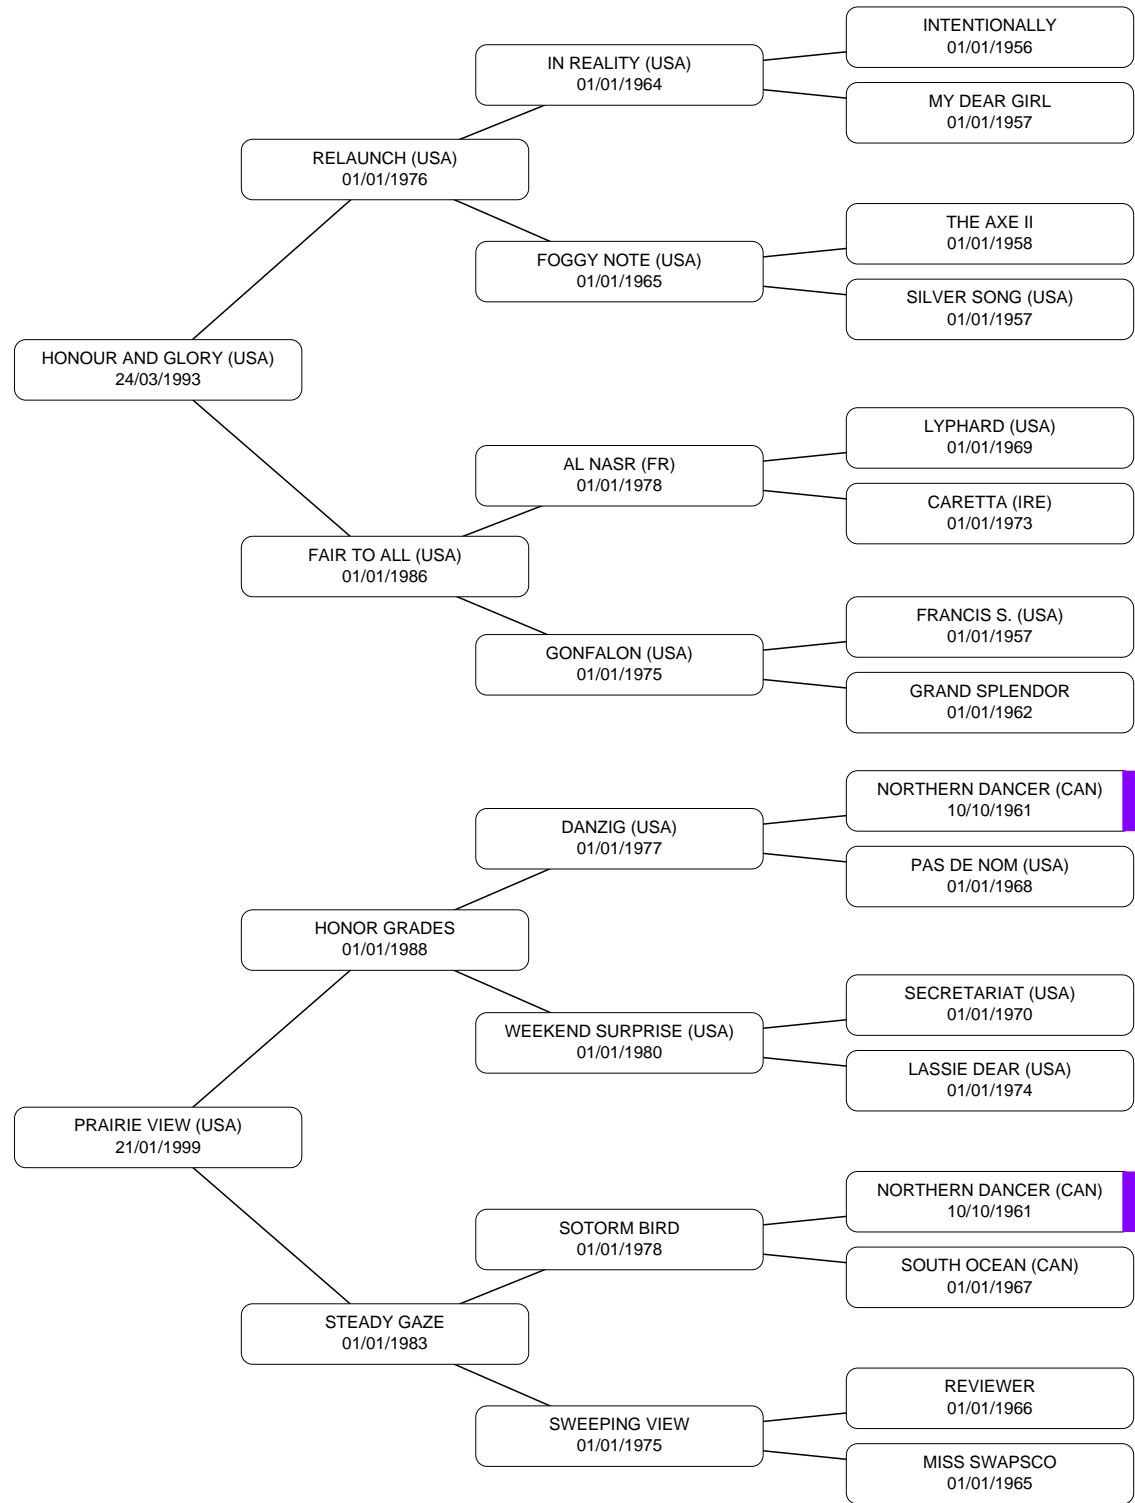 INTENTIONALLY
01/01/1956
IN REALITY (USA)
01/01/1964
MY DEAR GIRL
01/01/1957
RELAUNCH (USA)
01/01/1976
THE AXE II
01/01/1958
FOGGY NOTE (USA)
01/01/1965
SILVER SONG (USA)
01/01/1957
HONOUR AND GLORY (USA)
24/03/1993
LYPHARD (USA)
01/01/1969
AL NASR (FR)
01/01/1978
CARETTA (IRE)
01/01/1973
FAIR TO ALL (USA)
01/01/1986
FRANCIS S. (USA)
01/01/1957
GONFALON (USA)
01/01/1975
GRAND SPLENDOR
01/01/1962
NORTHERN DANCER (CAN)
10/10/1961
DANZIG (USA)
01/01/1977
PAS DE NOM (USA)
01/01/1968
HONOR GRADES
01/01/1988
SECRETARIAT (USA)
01/01/1970
WEEKEND SURPRISE (USA)
01/01/1980
LASSIE DEAR (USA)
01/01/1974
PRAIRIE VIEW (USA)
21/01/1999
NORTHERN DANCER (CAN)
10/10/1961
SOTORM BIRD
01/01/1978
SOUTH OCEAN (CAN)
01/01/1967
STEADY GAZE
01/01/1983
REVIEWER
01/01/1966
SWEEPING VIEW
01/01/1975
MISS SWAPSCO
01/01/1965